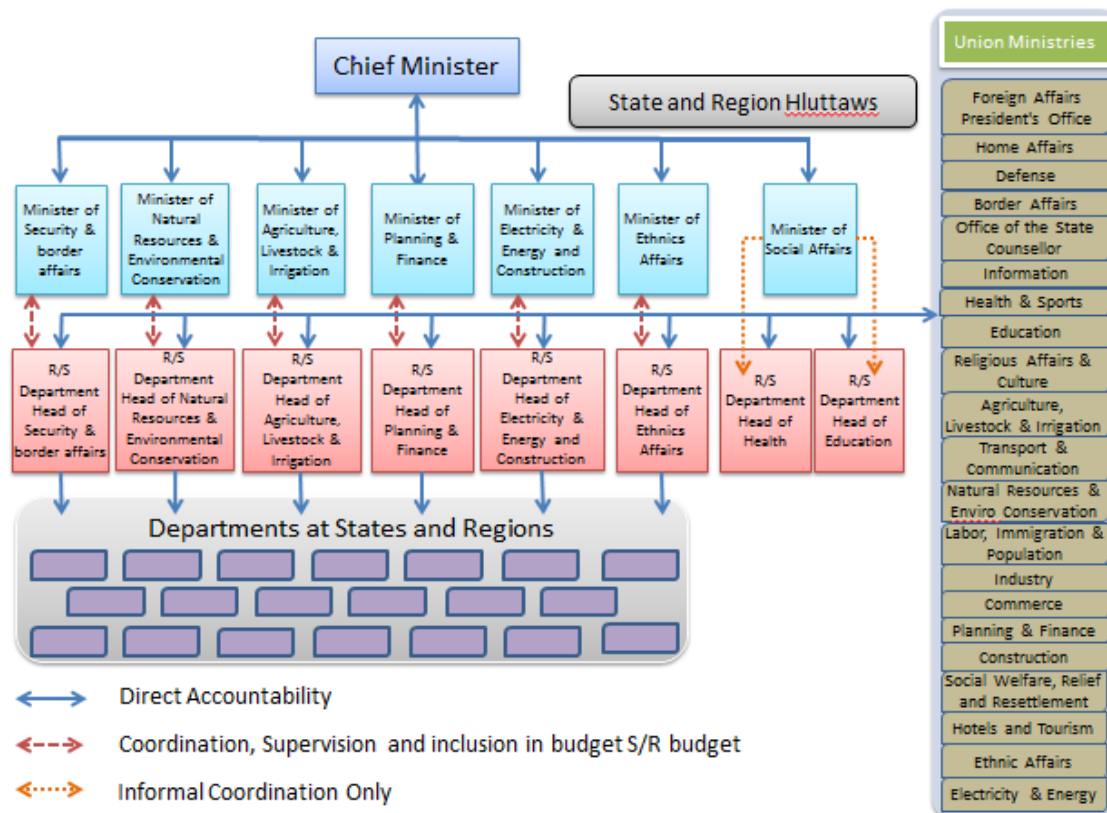 Chief Minister
State and Region Hluttaws
Minister of
Security &
border
affairs
Minister of
Natural
Resources &
Environmental
Conservation
Minister of
Agriculture,
Livestock &
Irrigation
Minister of
Planning &
Finance
Minister of
Electricity &
Energy and
Construction
Minister of
Ethnics
Affairs
Minister of
Social Affairs
R/S
Department
Head of
Security &
border affairs
R/S
Department
Head of Natural
Resources &
Environmental
Conservation
R/S
Department
Head of
Agriculture,
Livestock &
Irrigation
R/S
Department
Head of
Planning &
Finance
R/S
Department
Head of
Electricity &
Energy and
Construction
R/S
Department
Head of
Ethnics
Affairs
R/S
Department
Head of
Health
R/S
Department
Head of
Education
Departments at States and Regions
Direct Accountability
Coordination, Supervision and inclusion in budget S/R budget
Informal Coordination Only
Union Ministries
Foreign Affairs
President's Office
Home Affairs
Defense
Border Affairs
Office of the State
Counsellor
Information
Health & Sports
Education
Religious Affairs &
Culture
Agriculture,
Livestock & Irrigation
Transport &
Communication
Natural Resources &
Enviro Conservation
Labor, Immigration &
Population
Industry
Commerce
Planning & Finance
Construction
Social Welfare, Relief
and Resettlement
Hotels and Tourism
Ethnic Affairs
Electricity & Energy